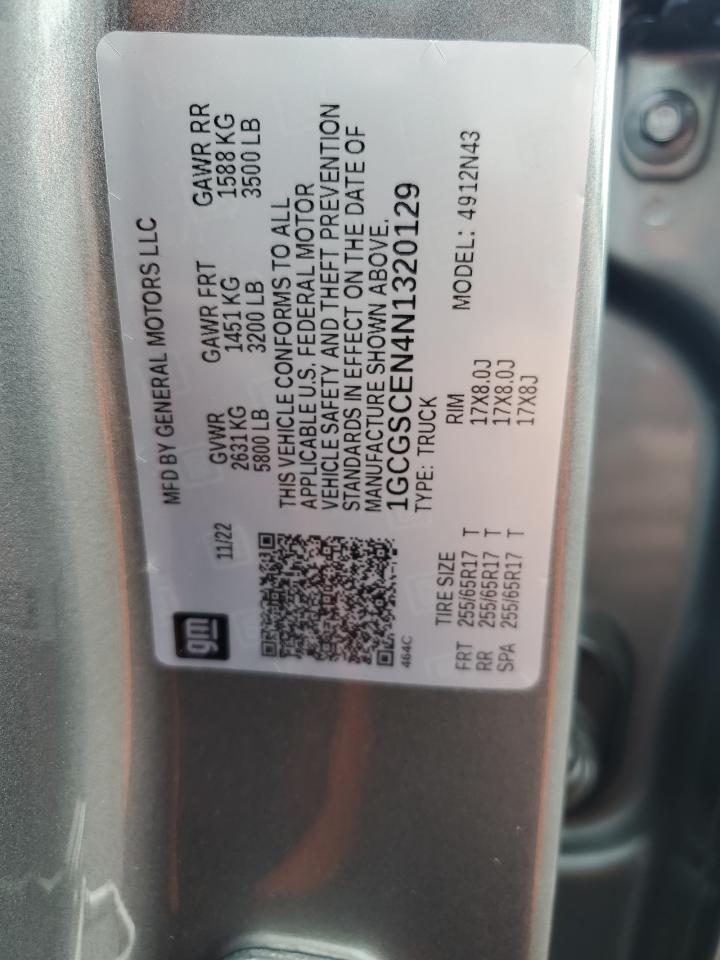 gm
MFD BY GENERAL MOTORS LLC
11/22
GVWR GAWR FRT GAWR RR
2631 KG 1451 KG 1588 KG
5800 LB 3200 LB 3500 LB
THIS VEHICLE CONFORMS TO ALL
APPLICABLE U.S. FEDERAL MOTOR
VEHICLE SAFETY AND THEFT PREVENTION
STANDARDS IN EFFECT ON THE DATE OF
MANUFACTURE SHOWN ABOVE.
1GCGSCEN4N1320129
464C
TYPE: TRUCK
MODEL: 4912N43
TIRE SIZE RIM
FRT 255/65R17 T 17X8.0J
RR 255/65R17 T 17X8.0J
SPA 255/65R17 T 17X8J